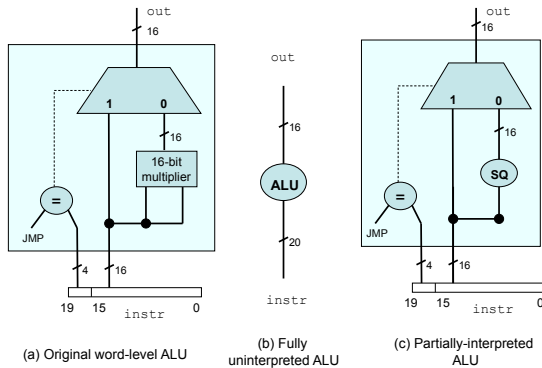 out
16
1 0
16
16-bit
multiplier
=
JMP
4
16
19 15 0
instr
(a) Original word-level ALU
out
16
ALU
20
instr
(b) Fully
uninterpreted ALU
out
16
1 0
16
SQ
=
JMP
4
16
19 15 0
instr
(c) Partially-interpreted
ALU